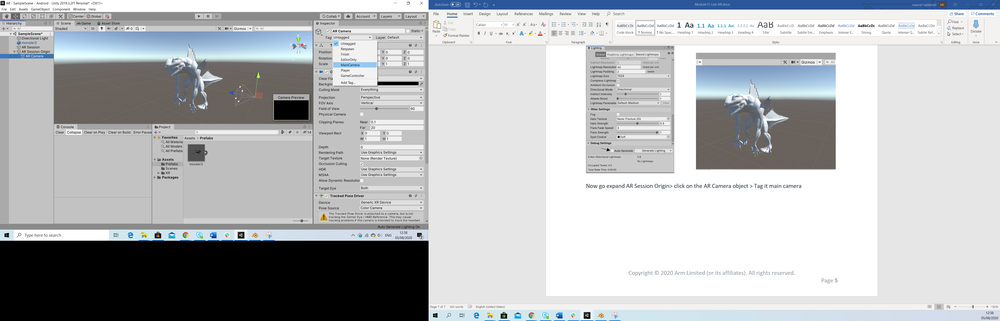 AR - SampleScene - Android - Unity 2019.3.2f1 Personal* <DX11>
File Edit Assets GameObject Component Window Help
Center Global
Collab Account Layers Layout
Hierarchy
All
SampleScene*
Directional Light
monster3
AR Session
AR Session Origin
AR Camera
Scene Game Asset Store
Shaded 2D 0 Gizmos All
y
Camera Preview
Inspector
AR Camera Static
Tag Untagged Layer Default
Untagged
Respawn
Finish
EditorOnly
MainCamera
Player
GameController
Add Tag...
Position Y 0 Z 0
Rotation Y 0 Z 0
Scale Y 1 Z 1
Clear Fla
Backgrou
Culling Mask Everything
Projection Perspective
FOV Axis Vertical
Field of View 60
Physical Camera
Clipping Planes Near 0.1
Far 20
Viewport Rect X 0 Y 0
W 1 H 1
Depth 0
Rendering Path Use Graphics Settings
Target Texture None (Render Texture)
Occlusion Culling
HDR Use Graphics Settings
MSAA Use Graphics Settings
Allow Dynamic Resolution
Target Eye Both
Tracked Pose Driver
Device Generic XR Device
Pose Source Color Camera
The Tracked Pose Driver is attached to a camera, but is not
tracking the Center Eye / HMD Reference. This may cause
tracking problems if this camera is intended to track the headset.
Auto Generate Lighting On
Console
Clear Collapse Clear on Play Clear on Build Error Pause
Project
14
Favorites
All Materia
All Models
All Prefabs
Assets
Prefabs
Scenes
XR
Packages
Assets > Prefabs
monster3
Type here to search
ENG
12:38
05/08/2020
2
AutoSave Off
Module12-Lab-AR.docx
marcel calderon MC
File Home Insert Design Layout References Mailings Review View Help Search
Share Comments
Paste
Cut
Copy
Format Painter
Clipboard
Calibri 11
Font
Paragraph
AaBbCcDc AaBbCcDd AaBbCcDd 1 Aa 1.1 Aa 1.1.1 AaI 1.1.1.1 Aa AaB AaBbCcD AaBbCcDd AaBbCcDd AaBbCcDd AaBbCcDc AaBbCcDd AaBbCcDd AaBbCcDd
Code block ¶ Normal ¶ No Spac... Heading 1 Heading 2 Heading 3 Heading 4 Title Subtitle Subtle Em... Emphasis Intense E... Strong Quote Intense Q... Subtle Ref...
Styles
Find
Replace
Select
Editing
Dictate
Voice
Lighting
Scene Realtime Lightmaps Baked Lightmaps
Indirect Resolution 2 texels per unit
Lightmap Resolution 40 texels per unit
Lightmap Padding 2 texels
Lightmap Size 1024
Compress Lightmap
Ambient Occlusion
Directional Mode Directional
Indirect Intensity 1
Albedo Boost 1
Lightmap Parameter Default-Medium View
Other Settings
Fog
Halo Texture None (Texture 2D)
Halo Strength 0.5
Flare Fade Speed 3
Flare Strength 1
Spot Cookie Soft
Debug Settings
Auto Generate Generate Lighting
0 Non-Directional Lightmaps 0 B
No Lightmaps
Occupied Texels: 0.0
Total Bake Time: 0:00:00
Gizmos All
Now go expand AR Session Origin> click on the AR Camera object > Tag it main camera
Copyright © 2020 Arm Limited (or its affiliates). All rights reserved.
Page 5
Page 7 of 7 343 words English (United States)
150%
12:38
05/08/2020